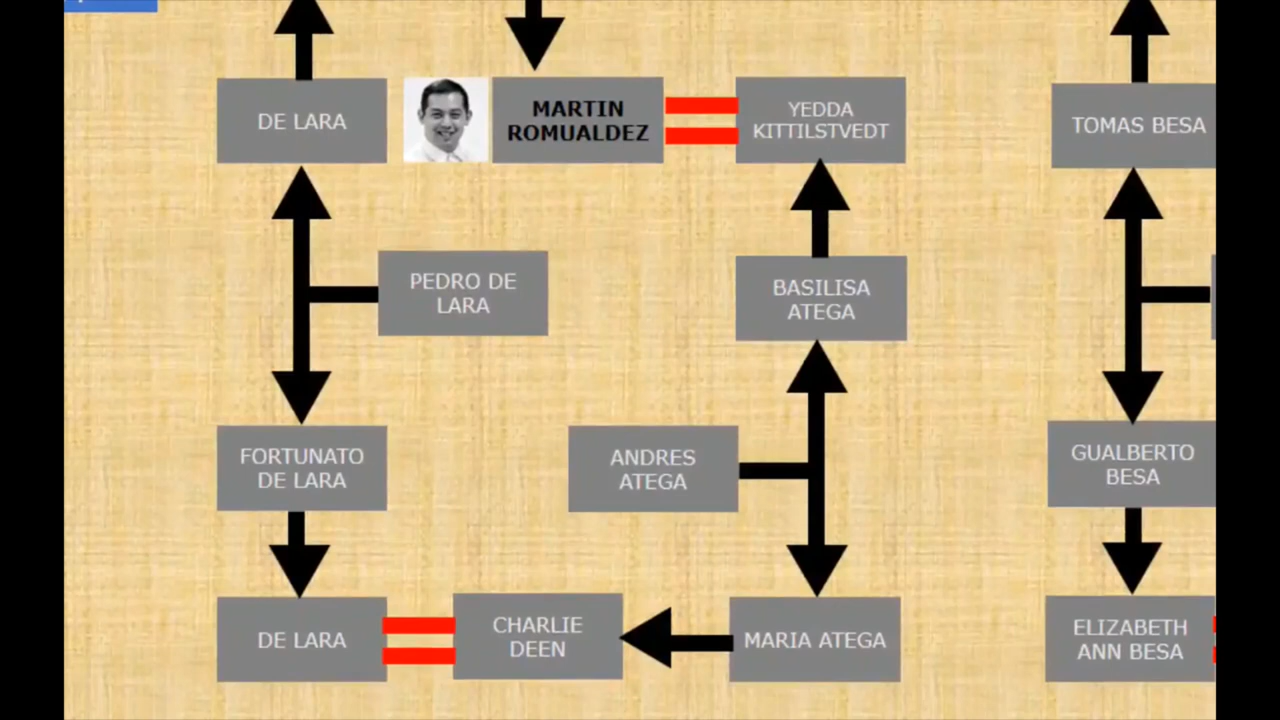 DE LARA
MARTIN
ROMUALDEZ
YEDDA
KITTILSTVEDT
TOMAS BESA
PEDRO DE
LARA
BASILISA
ATEGA
FORTUNATO
DE LARA
ANDRES
ATEGA
GUALBERTO
BESA
DE LARA
CHARLIE
DEEN
MARIA ATEGA
ELIZABETH
ANN BESA